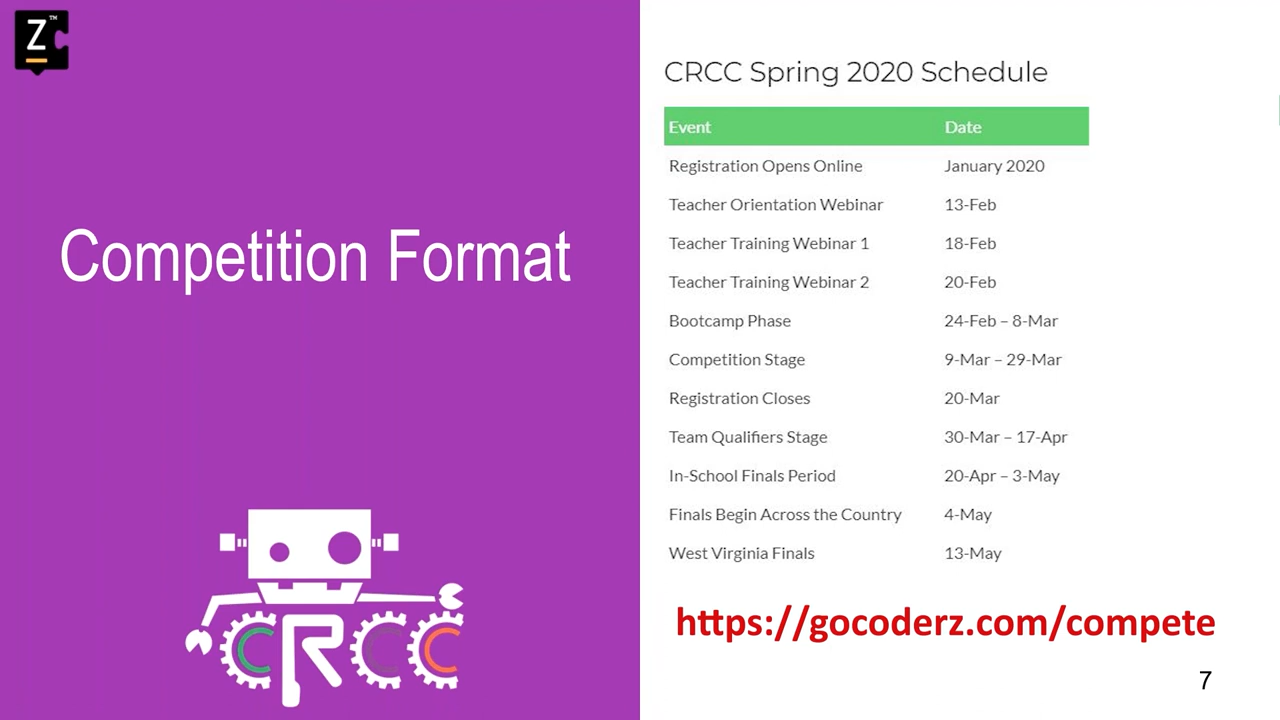 Z™
Competition Format
CRCC
CRCC Spring 2020 Schedule
Event Date
Registration Opens Online January 2020
Teacher Orientation Webinar 13-Feb
Teacher Training Webinar 1 18-Feb
Teacher Training Webinar 2 20-Feb
Bootcamp Phase 24-Feb – 8-Mar
Competition Stage 9-Mar – 29-Mar
Registration Closes 20-Mar
Team Qualifiers Stage 30-Mar – 17-Apr
In-School Finals Period 20-Apr – 3-May
Finals Begin Across the Country 4-May
West Virginia Finals 13-May
https://gocoderz.com/compete
7